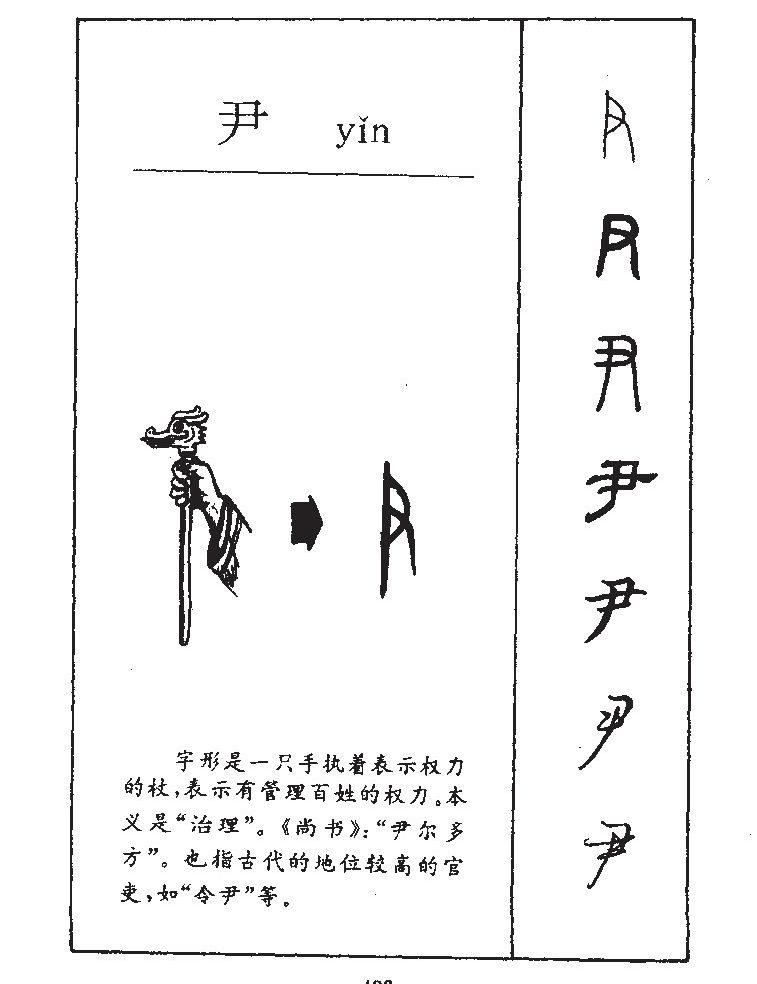 尹 yǐn
字形是一只手执着表示权力
的杖，表示有管理百姓的权力。本
义是“治理”。《尚书》：“尹尔多
方”。也指古代的地位较高的官
吏，如“令尹”等。